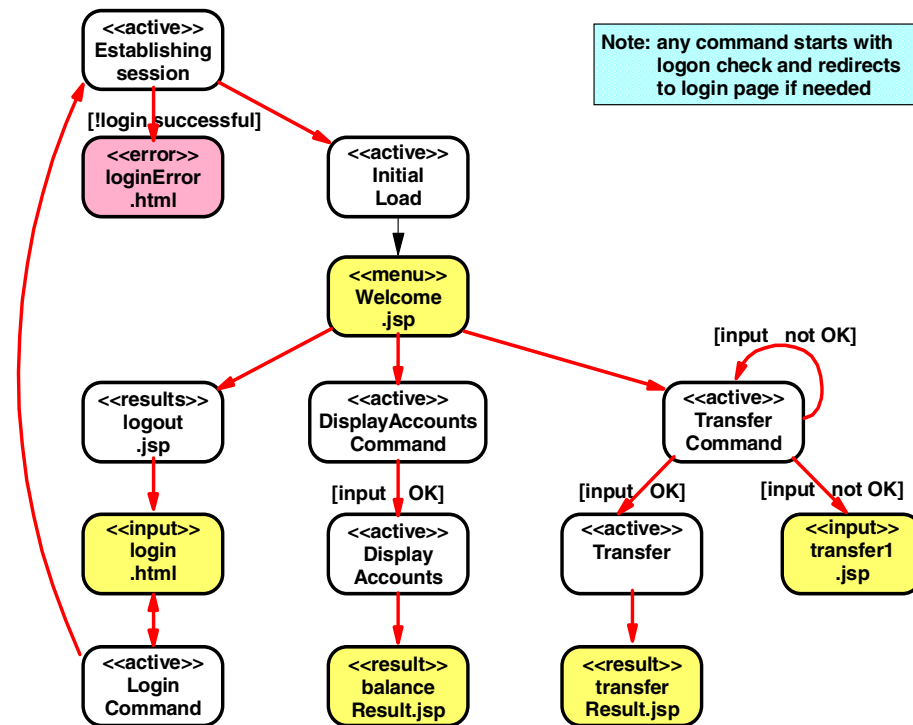 <<active>>
Establishing
session
Note: any command starts with
logon check and redirects
to login page if needed
[!login.successful]
<<error>>
loginError
.html
<<active>>
Initial
Load
<<menu>>
Welcome
.jsp
[input not OK]
<<results>>
logout
.jsp
<<active>>
DisplayAccounts
Command
<<active>>
Transfer
Command
[input OK]
[input OK]
[input not OK]
<<input>>
login
.html
<<active>>
Display
Accounts
<<active>>
Transfer
<<input>>
transfer1
.jsp
<<active>>
Login
Command
<<result>>
balance
Result.jsp
<<result>>
transfer
Result.jsp